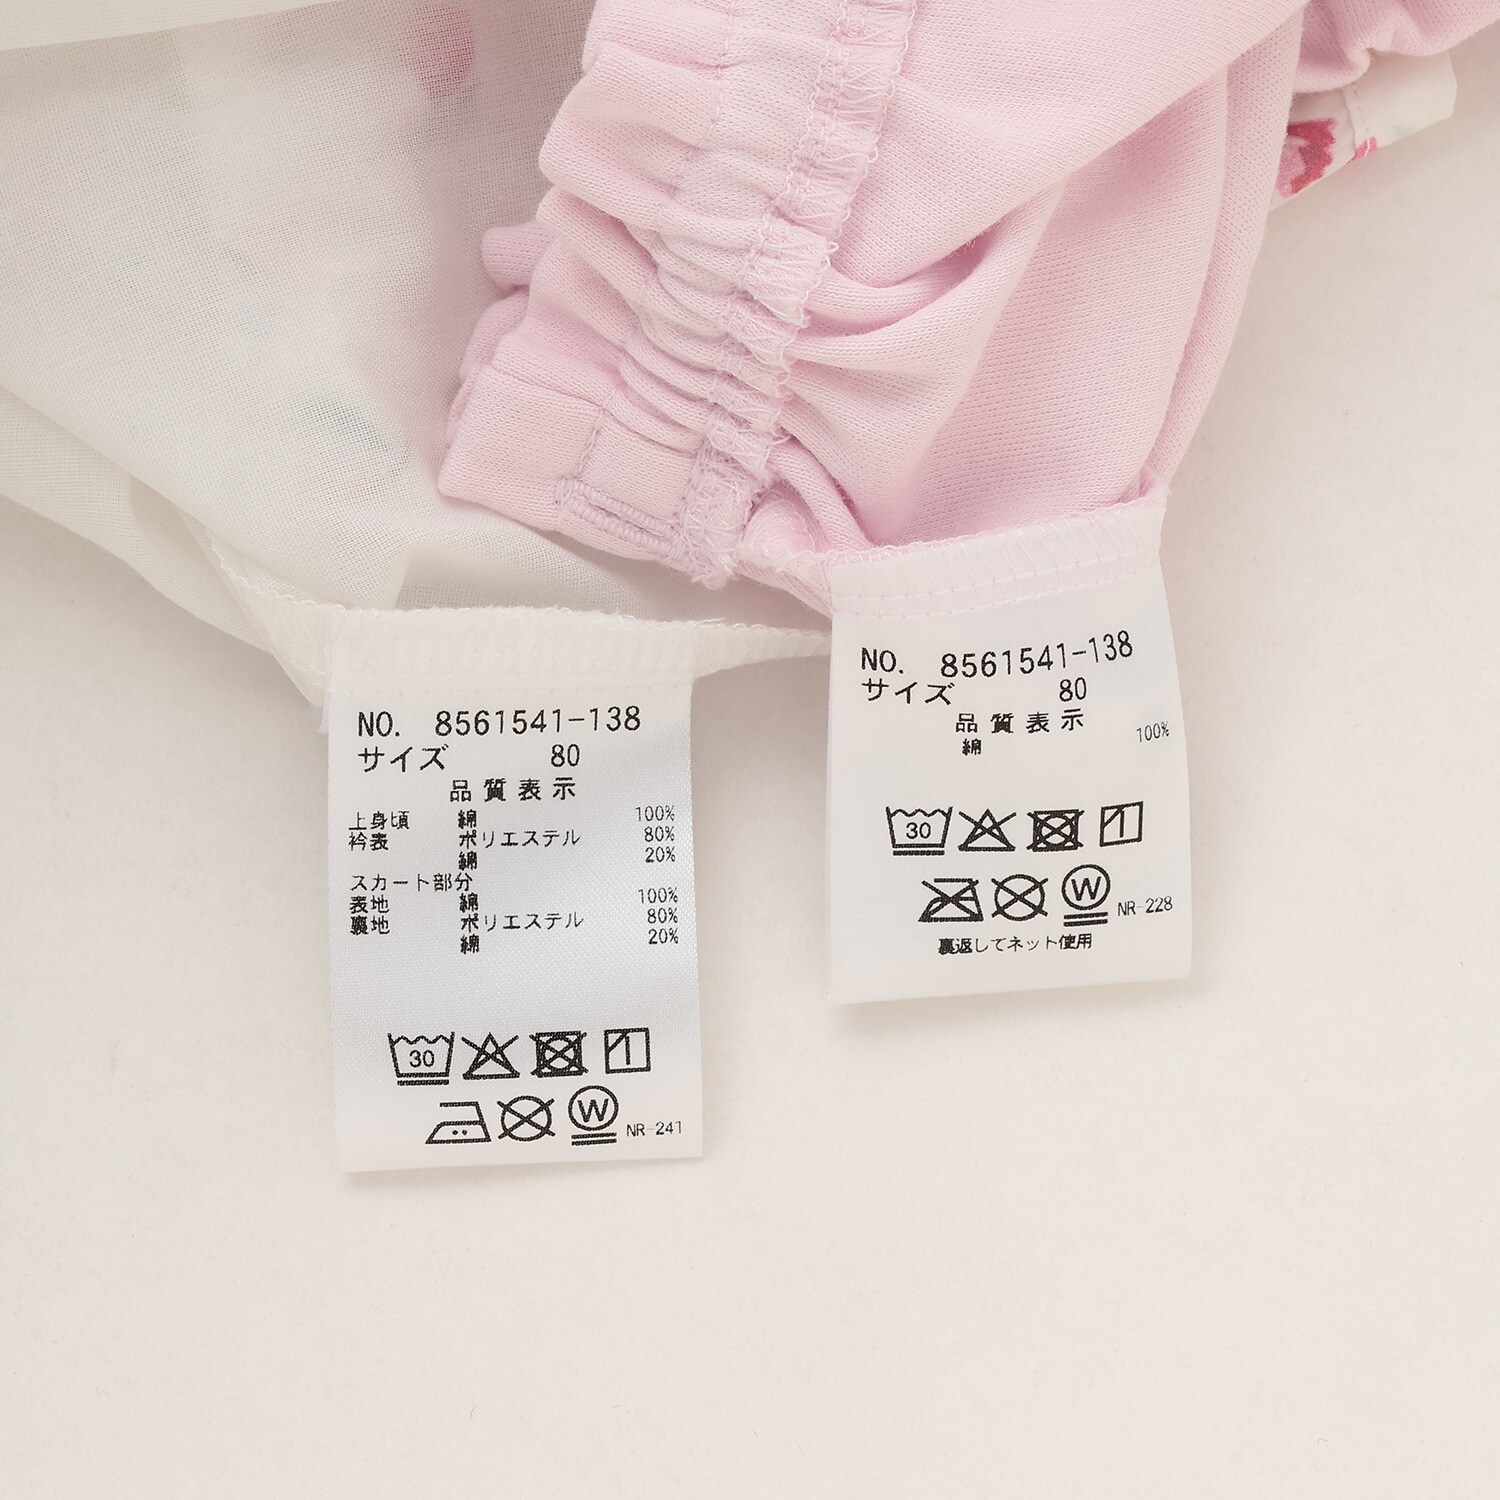 NO. 8561541-138
サイズ 80
品質表示
上身頃 綿 100%
衿表 ポリエステル 80%
綿 20%
スカート部分
表地 綿 100%
裏地 ポリエステル 80%
綿 20%
30
W NR-241
NO. 8561541-138
サイズ 80
品質表示
綿 100%
30
W NR-228
裏返してネット使用